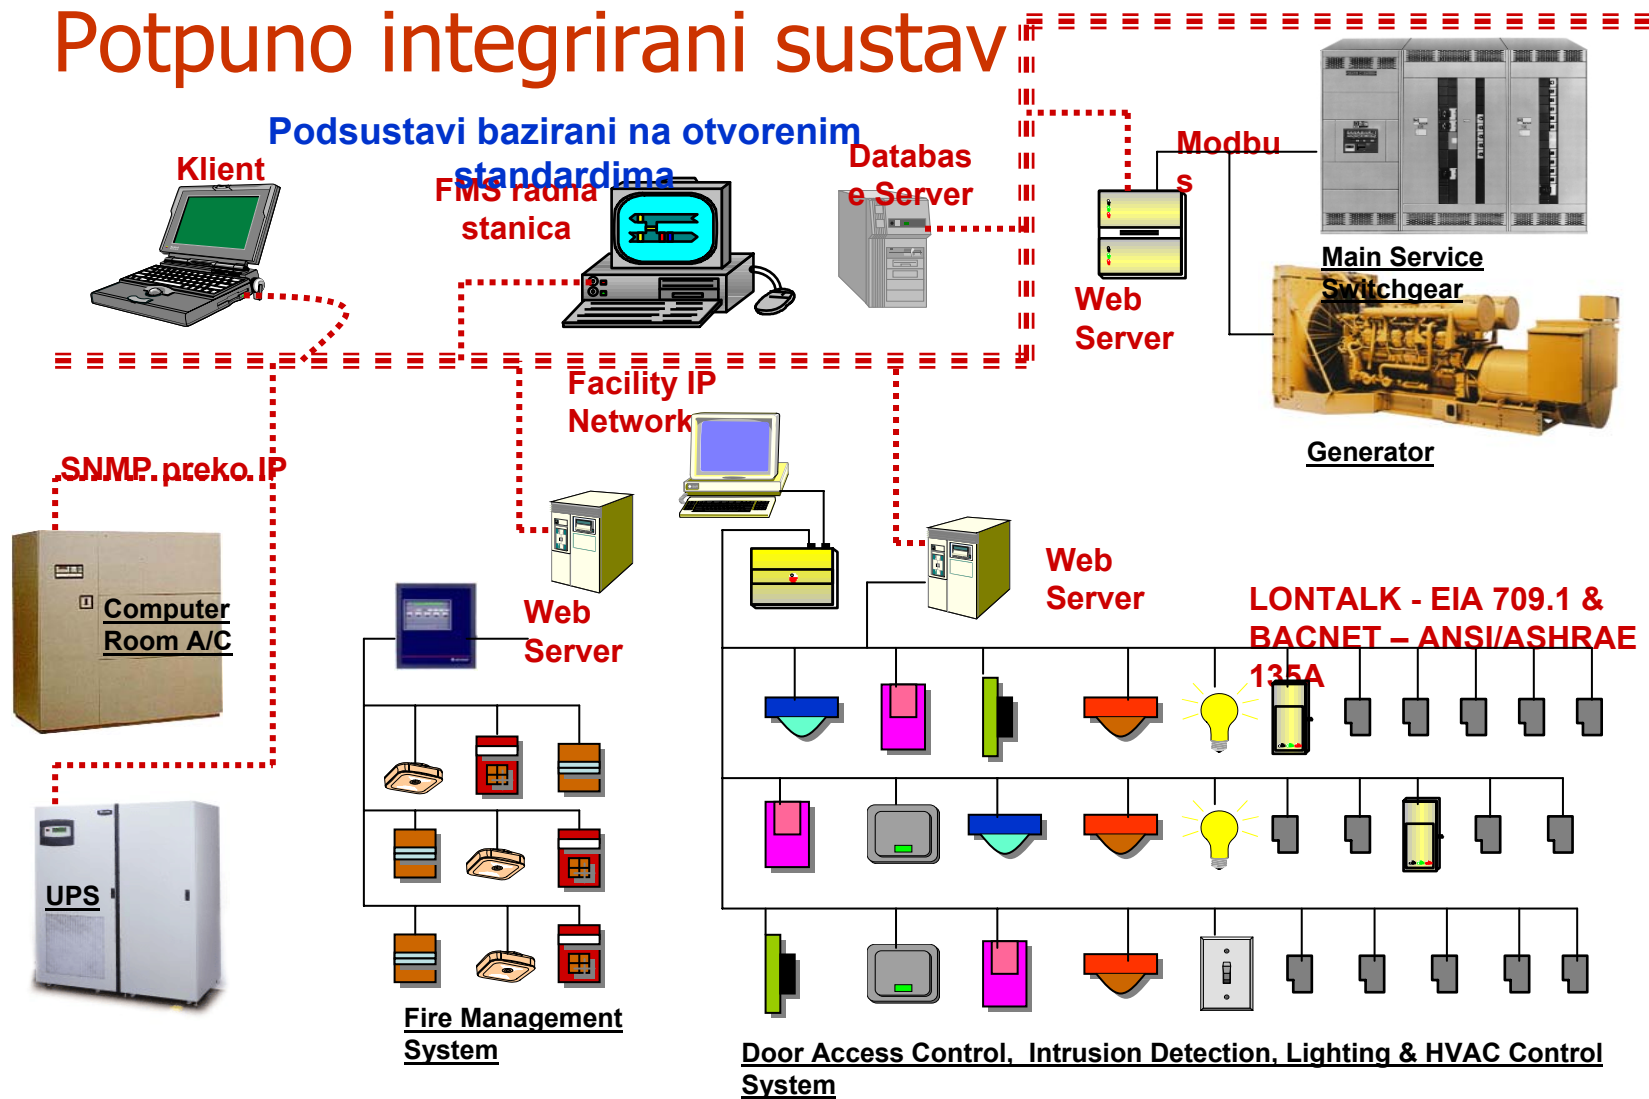 Potpuno integrirani sustav
Podsustavi bazirani na otvorenim
standardima
Klient
FMS radna
stanica
Databas
e Server
Modbu
s
Main Service
Switchgear
Web
Server
Generator
Facility IP
Network
SNMP preko IP
Computer
Room A/C
Web
Server
Web
Server
LONTALK - EIA 709.1 &
BACNET – ANSI/ASHRAE
135A
UPS
Fire Management
System
Door Access Control,  Intrusion Detection, Lighting & HVAC Control
System